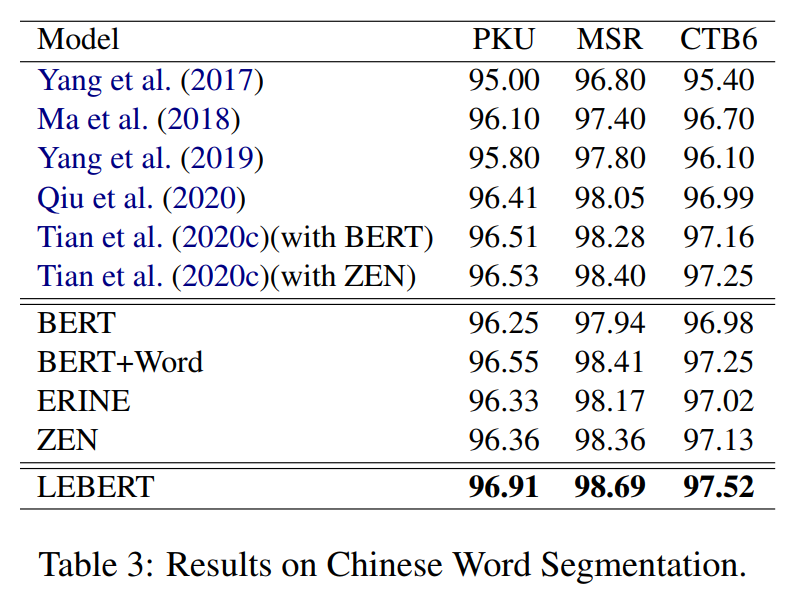 Model PKU MSR CTB6
Yang et al. (2017) 95.00 96.80 95.40
Ma et al. (2018) 96.10 97.40 96.70
Yang et al. (2019) 95.80 97.80 96.10
Qiu et al. (2020) 96.41 98.05 96.99
Tian et al. (2020c)(with BERT) 96.51 98.28 97.16
Tian et al. (2020c)(with ZEN) 96.53 98.40 97.25
BERT 96.25 97.94 96.98
BERT+Word 96.55 98.41 97.25
ERINE 96.33 98.17 97.02
ZEN 96.36 98.36 97.13
LEBERT 96.91 98.69 97.52
Table 3: Results on Chinese Word Segmentation.